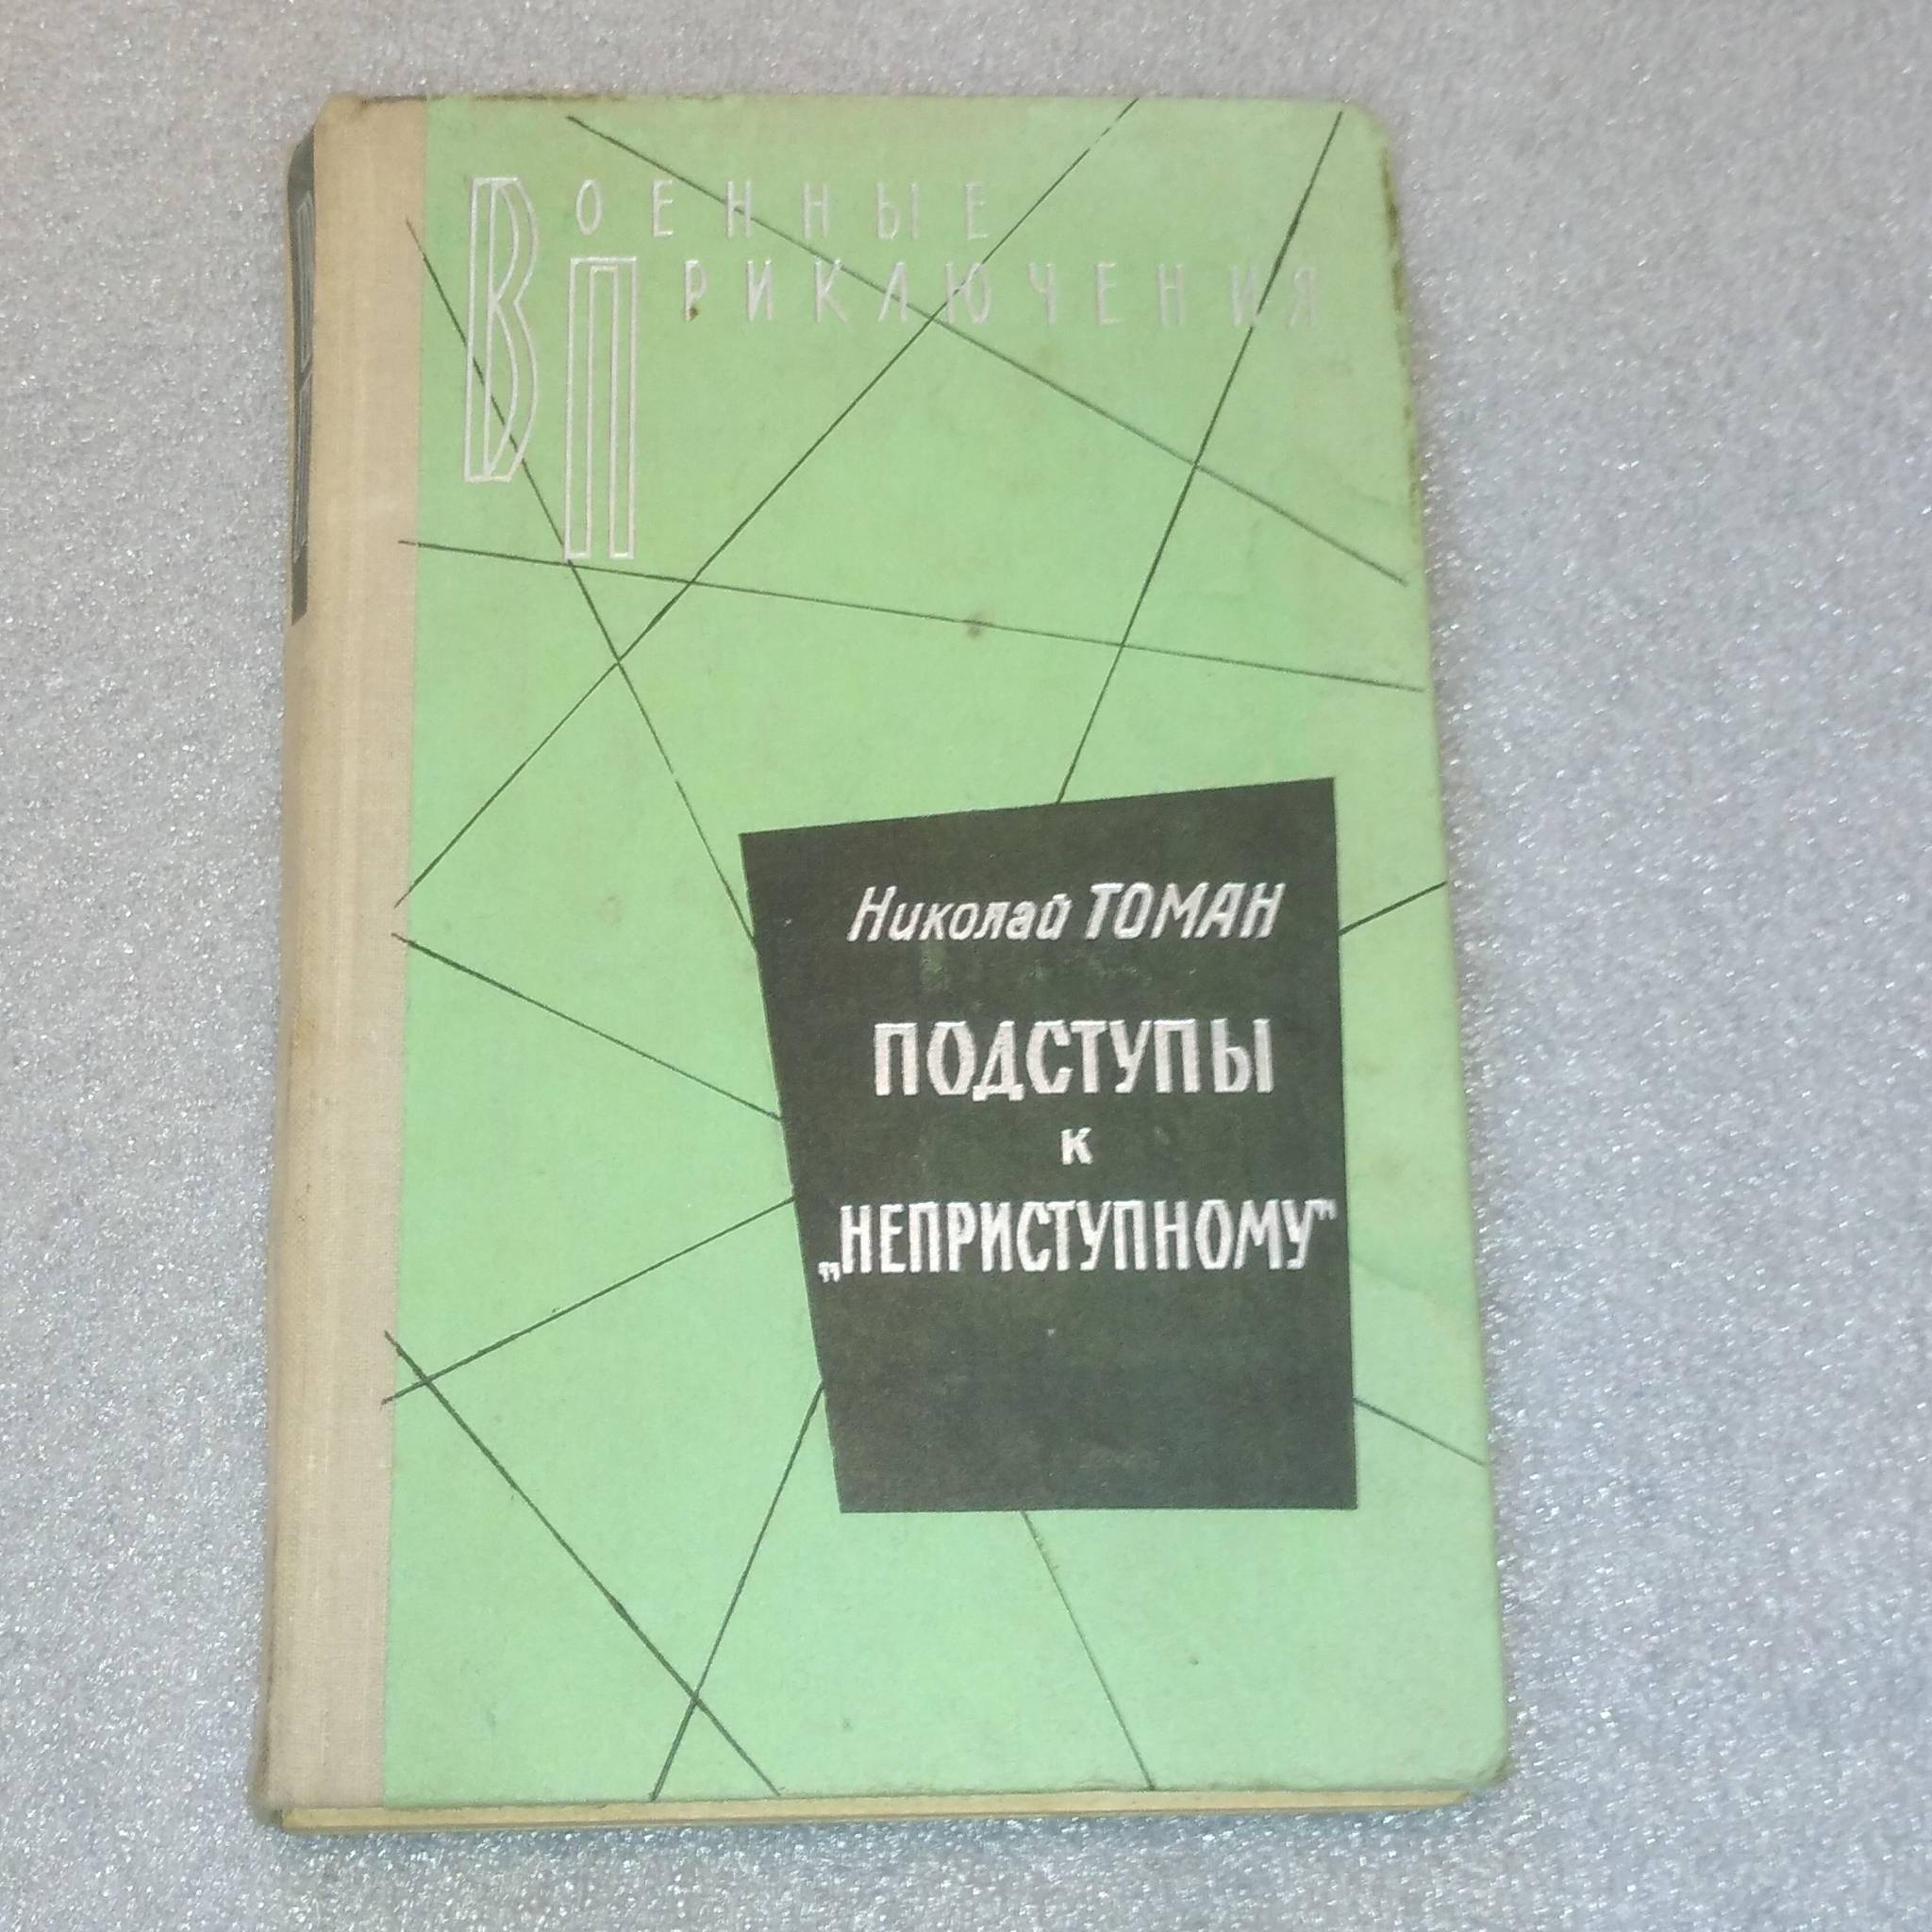 ВОЕННЫЕ
ПРИКЛЮЧЕНИЯ
Николай ТОМАН
ПОДСТУПЫ
к
„НЕПРИСТУПНОМУ"